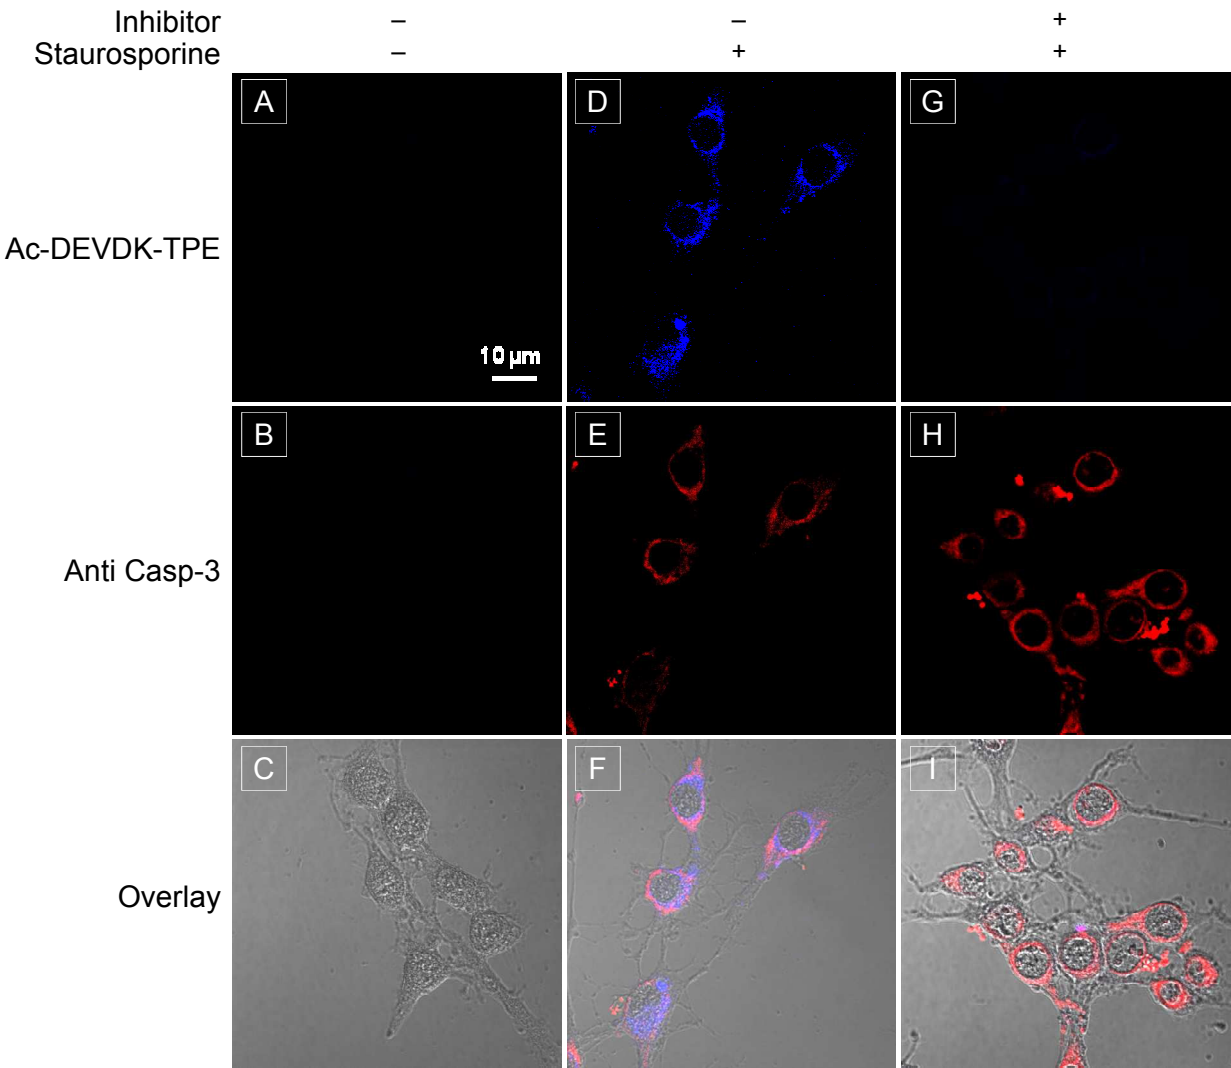 Inhibitor – – +
Staurosporine – + +
A D G
Ac-DEVDK-TPE
10 µm
B E H
Anti Casp-3
C F I
Overlay